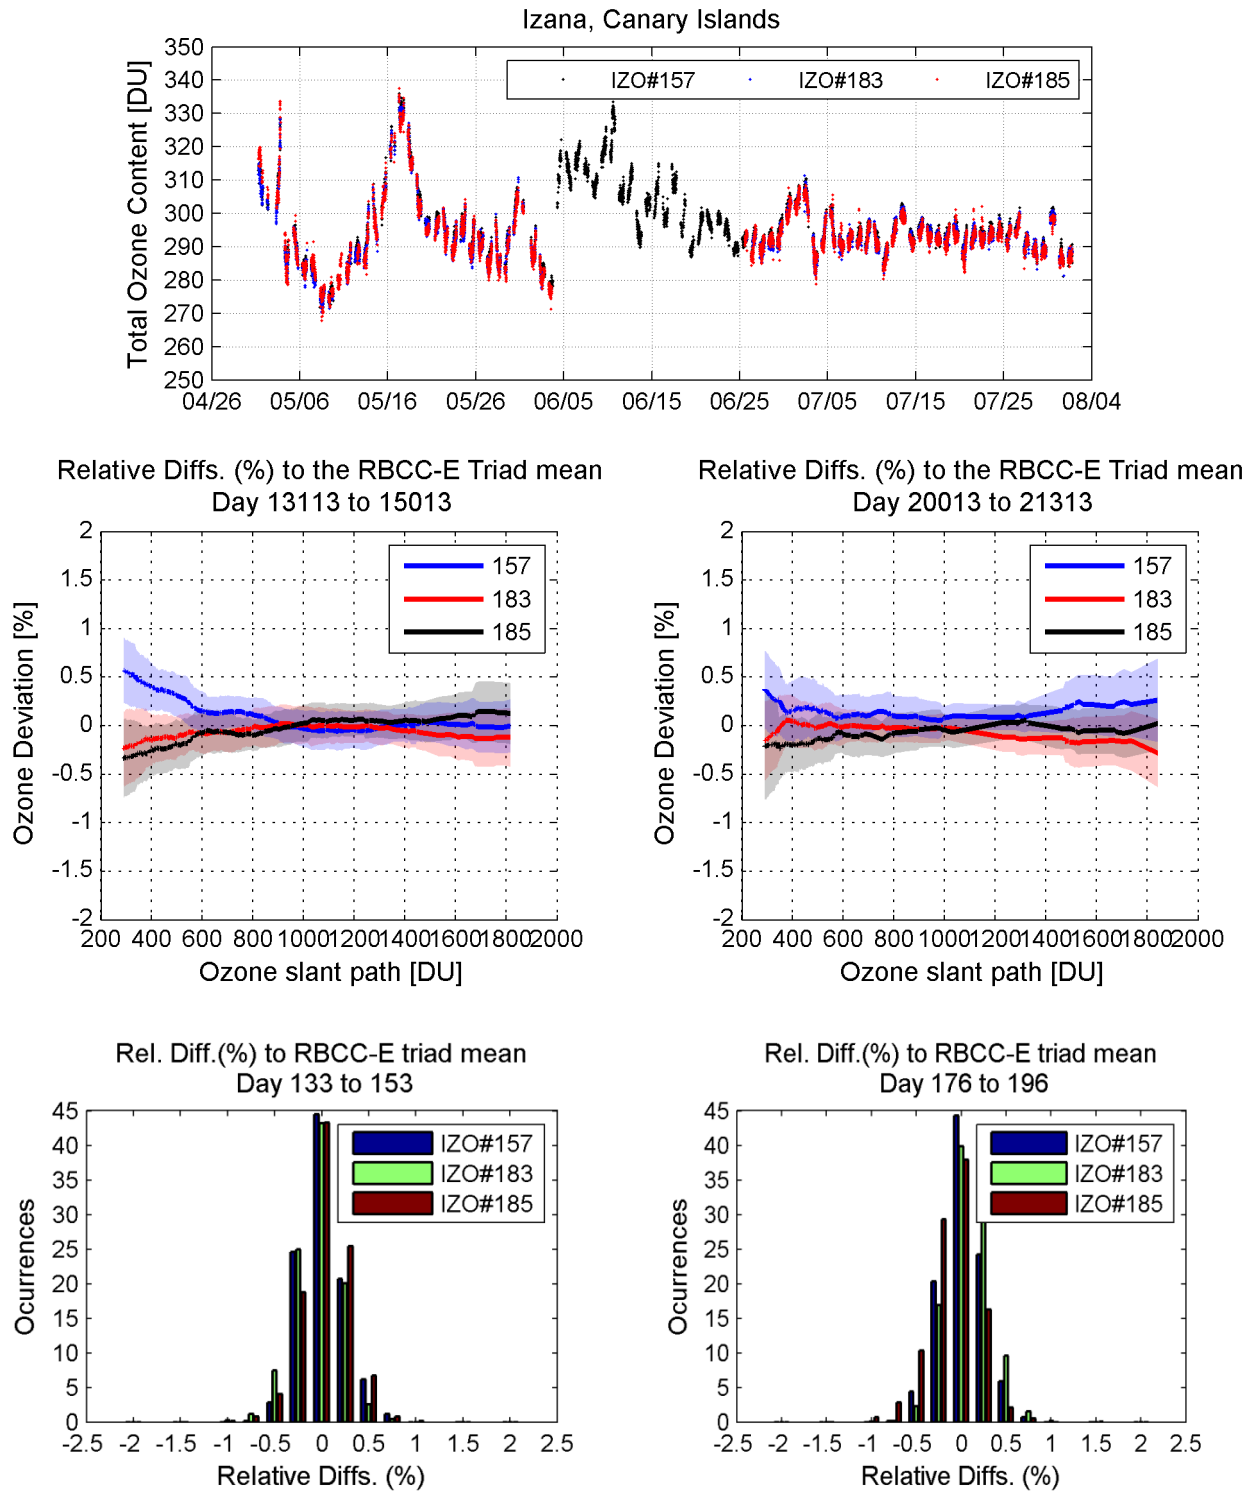 Izana, Canary Islands
Total Ozone Content [DU]
350
340
330
320
310
300
290
280
270
260
250
IZO#157 IZO#183 IZO#185
04/26 05/06 05/16 05/26 06/05 06/15 06/25 07/05 07/15 07/25 08/04
Relative Diffs. (%) to the RBCC-E Triad mean
Day 13113 to 15013
Ozone Deviation [%]
2
1.5
1
0.5
0
-0.5
-1
-1.5
-2
157
183
185
200 400 600 800 1000 1200 1400 1600 1800 2000
Ozone slant path [DU]
Relative Diffs. (%) to the RBCC-E Triad mean
Day 20013 to 21313
Ozone Deviation [%]
2
1.5
1
0.5
0
-0.5
-1
-1.5
-2
157
183
185
200 400 600 800 1000 1200 1400 1600 1800 2000
Ozone slant path [DU]
Rel. Diff.(%) to RBCC-E triad mean
Day 133 to 153
Ocurrences
45
40
35
30
25
20
15
10
5
0
IZO#157
IZO#183
IZO#185
-2.5 -2 -1.5 -1 -0.5 0 0.5 1 1.5 2 2.5
Relative Diffs. (%)
Rel. Diff.(%) to RBCC-E triad mean
Day 176 to 196
Ocurrences
45
40
35
30
25
20
15
10
5
0
IZO#157
IZO#183
IZO#185
-2.5 -2 -1.5 -1 -0.5 0 0.5 1 1.5 2 2.5
Relative Diffs. (%)